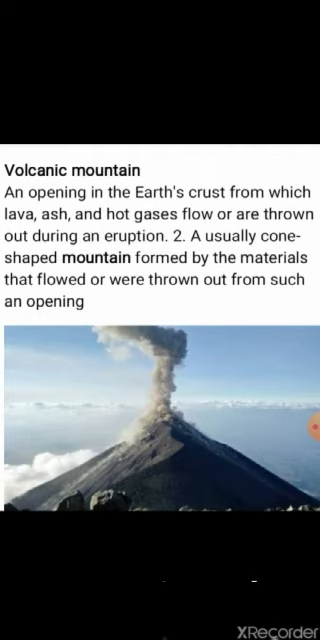 Volcanic mountain
An opening in the Earth's crust from which
lava, ash, and hot gases flow or are thrown
out during an eruption. 2. A usually cone-
shaped mountain formed by the materials
that flowed or were thrown out from such
an opening
XRecorder